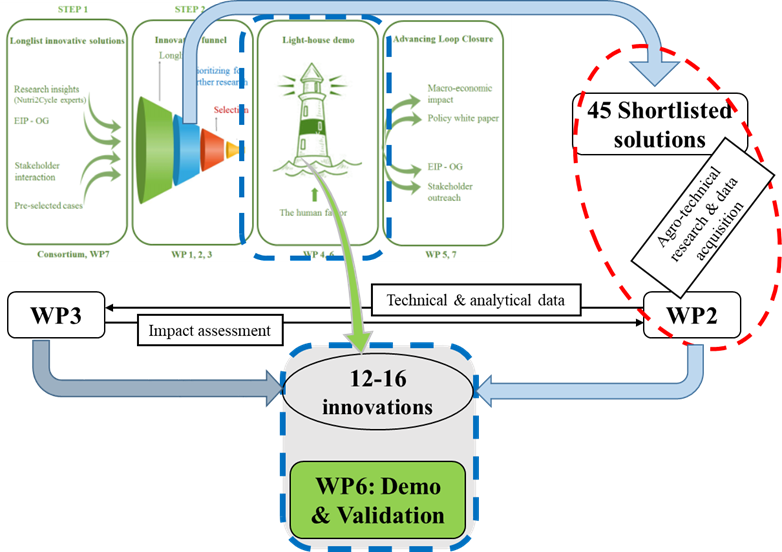 STEP 1
STEP 2
Longlist innovative solutions
Research insights
(Nutri2Cycle experts)
EIP - OG
Stakeholder
interaction
Pre-selected cases
Consortium, WP7
funnel
Selection
WP 1, 2, 3
Light-house demo
The human factor
WP 4, 6
Advancing Loop Closure
Macro-economic
impact
Policy white paper
EIP - OG
Stakeholder
outreach
WP 5, 7
45 Shortlisted
solutions
Agro-technical
research & data
acquisition
WP3
Technical & analytical data
Impact assessment
WP2
12-16
innovations
WP6: Demo
& Validation